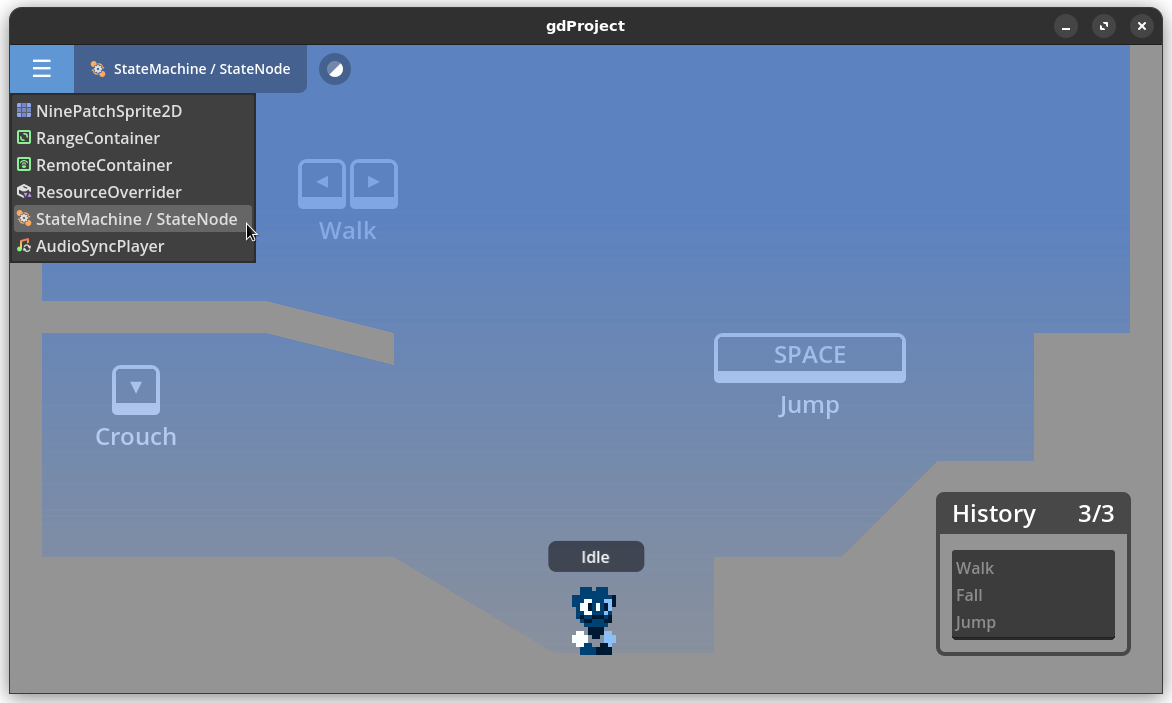 gdProject
StateMachine / StateNode
NinePatchSprite2D
RangeContainer
RemoteContainer
ResourceOverrider
StateMachine / StateNode
AudioSyncPlayer
Walk
SPACE
Jump
Crouch
Idle
History 3/3
Walk
Fall
Jump